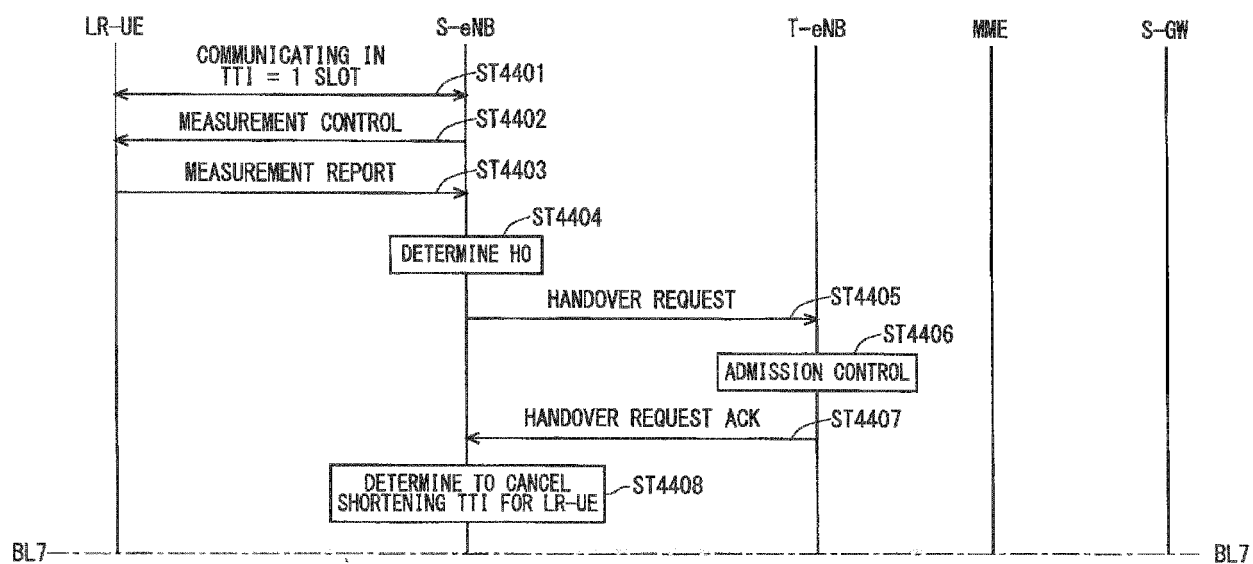 LR-UE S-eNB T-eNB MME S-GW
COMMUNICATING IN
TTI = 1 SLOT
ST4401
MEASUREMENT CONTROL
ST4402
MEASUREMENT REPORT
ST4403
ST4404
DETERMINE HO
HANDOVER REQUEST
ST4405
ST4406
ADMISSION CONTROL
HANDOVER REQUEST ACK
ST4407
DETERMINE TO CANCEL
SHORTENING TTI FOR LR-UE
ST4408
BL7 BL7